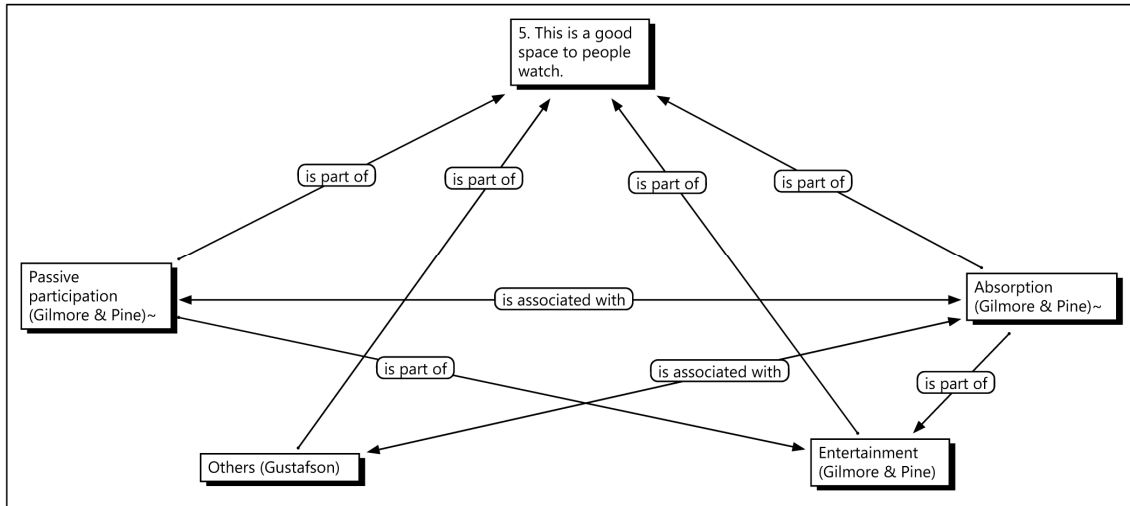 5. This is a good
space to people
watch.
is part of
is part of
is part of
is part of
Passive
participation
(Gilmore & Pine)~
is associated with
Absorption
(Gilmore & Pine)~
is part of
is associated with
is part of
Others (Gustafson)
Entertainment
(Gilmore & Pine)